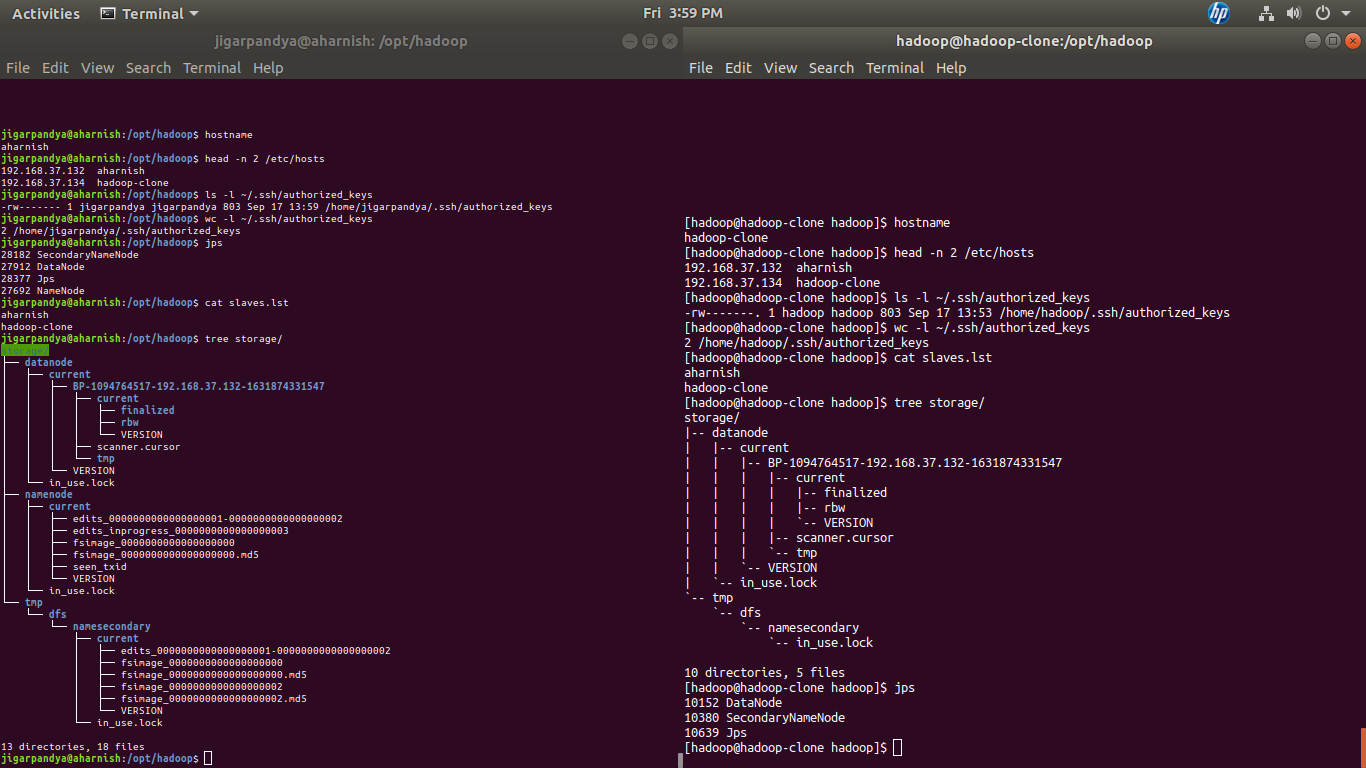 Activities Terminal Fri 3:59 PM hp
jigarpandya@aharnish: /opt/hadoop
File Edit View Search Terminal Help
jigarpandya@aharnish:/opt/hadoop$ hostname
aharnish
jigarpandya@aharnish:/opt/hadoop$ head -n 2 /etc/hosts
192.168.37.132 aharnish
192.168.37.134 hadoop-clone
jigarpandya@aharnish:/opt/hadoop$ ls -l ~/.ssh/authorized_keys
-rw------- 1 jigarpandya jigarpandya 803 Sep 17 13:59 /home/jigarpandya/.ssh/authorized_keys
jigarpandya@aharnish:/opt/hadoop$ wc -l ~/.ssh/authorized_keys
2 /home/jigarpandya/.ssh/authorized_keys
jigarpandya@aharnish:/opt/hadoop$ jps
28182 SecondaryNameNode
27912 DataNode
28377 Jps
27692 NameNode
jigarpandya@aharnish:/opt/hadoop$ cat slaves.lst
aharnish
hadoop-clone
jigarpandya@aharnish:/opt/hadoop$ tree storage/
storage/
├── datanode
│   ├── current
│   │   ├── BP-1094764517-192.168.37.132-1631874331547
│   │   │   ├── current
│   │   │   │   ├── finalized
│   │   │   │   ├── rbw
│   │   │   │   └── VERSION
│   │   │   ├── scanner.cursor
│   │   │   └── tmp
│   │   └── VERSION
│   └── in_use.lock
├── namenode
│   ├── current
│   │   ├── edits_0000000000000000001-0000000000000000002
│   │   ├── edits_inprogress_0000000000000000003
│   │   ├── fsimage_0000000000000000000
│   │   ├── fsimage_0000000000000000000.md5
│   │   ├── seen_txid
│   │   └── VERSION
│   └── in_use.lock
└── tmp
    └── dfs
        └── namesecondary
            ├── current
            │   ├── edits_0000000000000000001-0000000000000000002
            │   ├── fsimage_0000000000000000000
            │   ├── fsimage_0000000000000000000.md5
            │   ├── fsimage_0000000000000000002
            │   ├── fsimage_0000000000000000002.md5
            │   └── VERSION
            └── in_use.lock
13 directories, 18 files
jigarpandya@aharnish:/opt/hadoop$
hadoop@hadoop-clone:/opt/hadoop
File Edit View Search Terminal Help
[hadoop@hadoop-clone hadoop]$ hostname
hadoop-clone
[hadoop@hadoop-clone hadoop]$ head -n 2 /etc/hosts
192.168.37.132 aharnish
192.168.37.134 hadoop-clone
[hadoop@hadoop-clone hadoop]$ ls -l ~/.ssh/authorized_keys
-rw-------. 1 hadoop hadoop 803 Sep 17 13:53 /home/hadoop/.ssh/authorized_keys
[hadoop@hadoop-clone hadoop]$ wc -l ~/.ssh/authorized_keys
2 /home/hadoop/.ssh/authorized_keys
[hadoop@hadoop-clone hadoop]$ cat slaves.lst
aharnish
hadoop-clone
[hadoop@hadoop-clone hadoop]$ tree storage/
storage/
|-- datanode
|   |-- current
|   |   |-- BP-1094764517-192.168.37.132-1631874331547
|   |   |   |-- current
|   |   |   |   |-- finalized
|   |   |   |   |-- rbw
|   |   |   |   `-- VERSION
|   |   |   |-- scanner.cursor
|   |   |   `-- tmp
|   |   `-- VERSION
|   `-- in_use.lock
`-- tmp
    `-- dfs
        `-- namesecondary
            `-- in_use.lock
10 directories, 5 files
[hadoop@hadoop-clone hadoop]$ jps
10152 DataNode
10380 SecondaryNameNode
10639 Jps
[hadoop@hadoop-clone hadoop]$